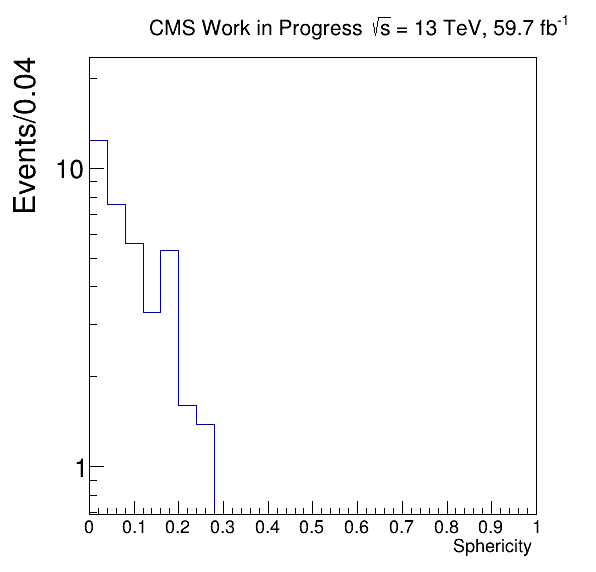 CMS Work in Progress √s = 13 TeV, 59.7 fb⁻¹
Events/0.04
10
1
0 0.1 0.2 0.3 0.4 0.5 0.6 0.7 0.8 0.9 1
Sphericity